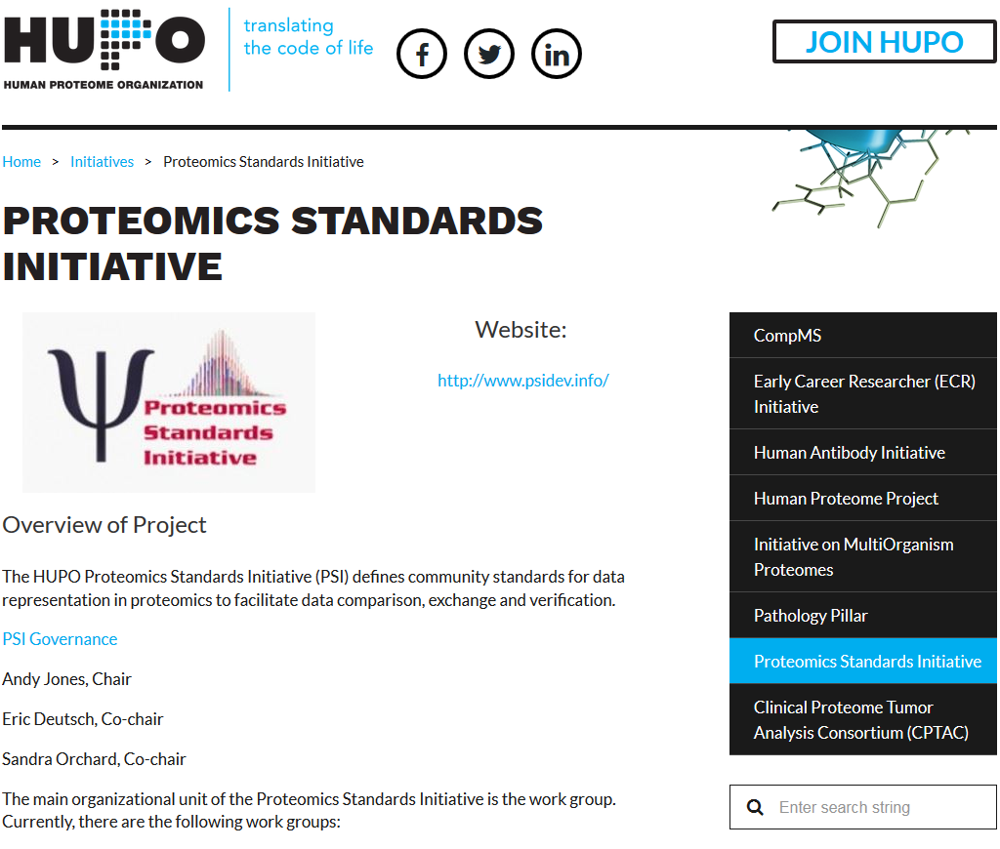 HUPO
HUMAN PROTEOME ORGANIZATION
translating
the code of life
JOIN HUPO
Home > Initiatives > Proteomics Standards Initiative
PROTEOMICS STANDARDS
INITIATIVE
Ψ
Proteomics
Standards
Initiative
Website:
http://www.psidev.info/
Overview of Project
The HUPO Proteomics Standards Initiative (PSI) defines community standards for data
representation in proteomics to facilitate data comparison, exchange and verification.
PSI Governance
Andy Jones, Chair
Eric Deutsch, Co-chair
Sandra Orchard, Co-chair
The main organizational unit of the Proteomics Standards Initiative is the work group.
Currently, there are the following work groups:
CompMS
Early Career Researcher (ECR)
Initiative
Human Antibody Initiative
Human Proteome Project
Initiative on MultiOrganism
Proteomes
Pathology Pillar
Proteomics Standards Initiative
Clinical Proteome Tumor
Analysis Consortium (CPTAC)
Enter search string